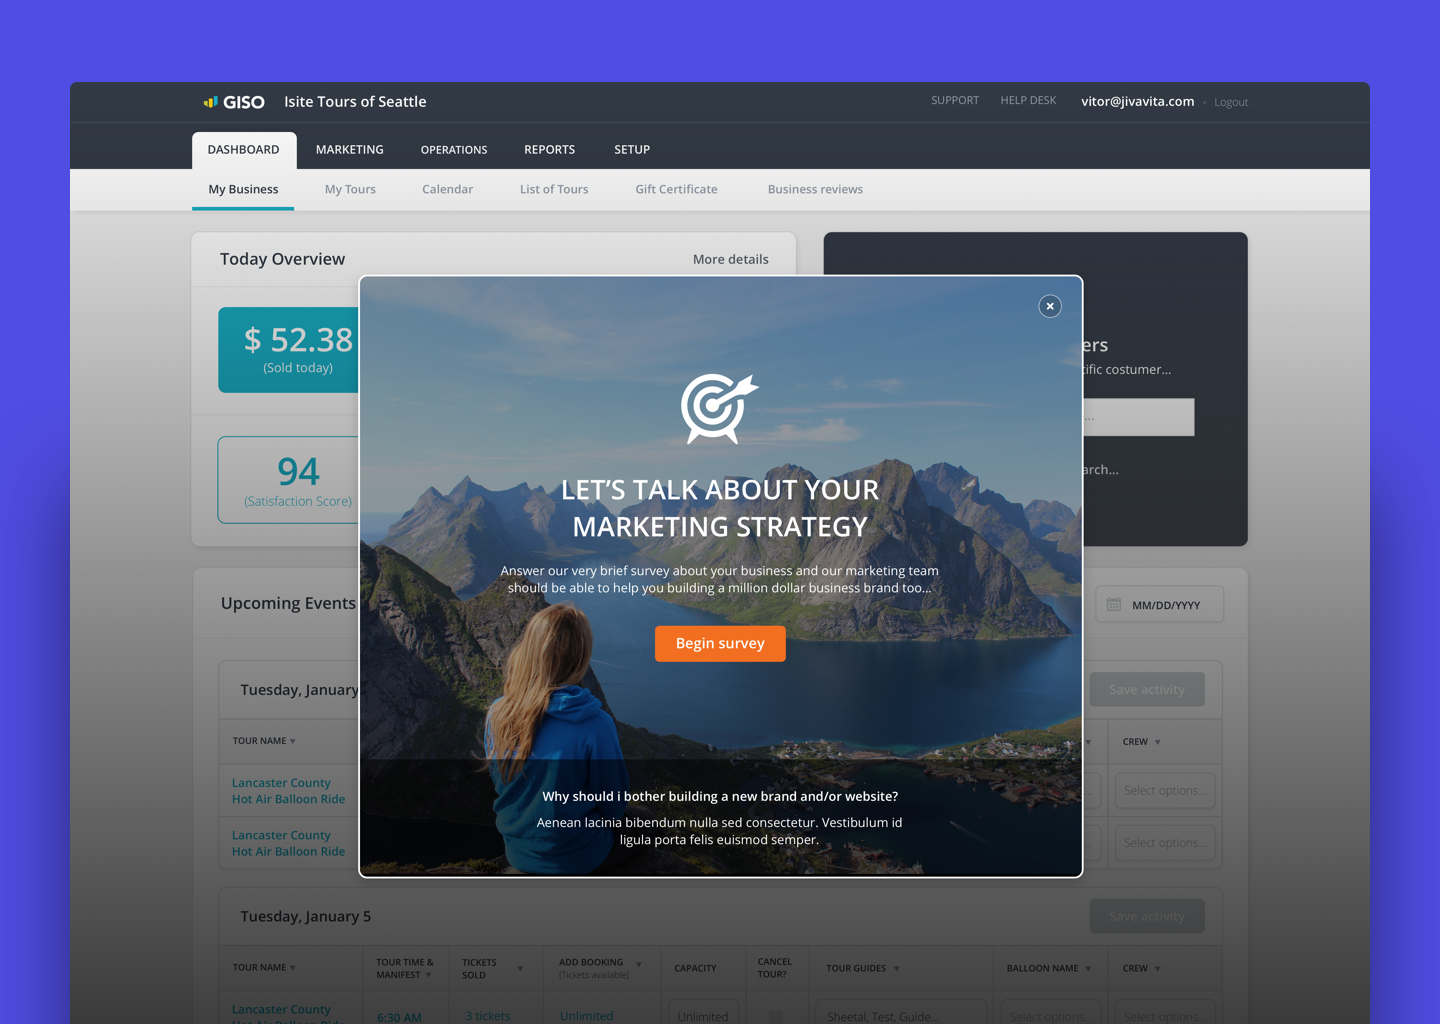 GISO Isite Tours of Seattle SUPPORT HELP DESK vitor@jivavita.com - Logout
DASHBOARD MARKETING OPERATIONS REPORTS SETUP
My Business My Tours Calendar List of Tours Gift Certificate Business reviews
Today Overview More details
$ 52.38
(Sold today)
94
(Satisfaction Score)
ers
cific costumer...
...
arch...
LET'S TALK ABOUT YOUR
MARKETING STRATEGY
Answer our very brief survey about your business and our marketing team
should be able to help you building a million dollar business brand too...
Begin survey
Why should i bother building a new brand and/or website?
Aenean lacinia bibendum nulla sed consectetur. Vestibulum id
ligula porta felis euismod semper.
Upcoming Events MM/DD/YYYY
Tuesday, January Save activity
TOUR NAME CREW
Lancaster County
Hot Air Balloon Ride
Select options...
Lancaster County
Hot Air Balloon Ride
Select options...
Tuesday, January 5 Save activity
TOUR NAME
TOUR TIME &
MANIFEST
TICKETS
SOLD
ADD BOOKING
(Tickets available)
CAPACITY
CANCEL
TOUR?
TOUR GUIDES
BALLOON NAME
CREW
Lancaster County
Hot Air Balloon Ride
6:30 AM
3 tickets
Unlimited
Unlimited
Sheetal, Test, Guide...
Select options...
Select options...